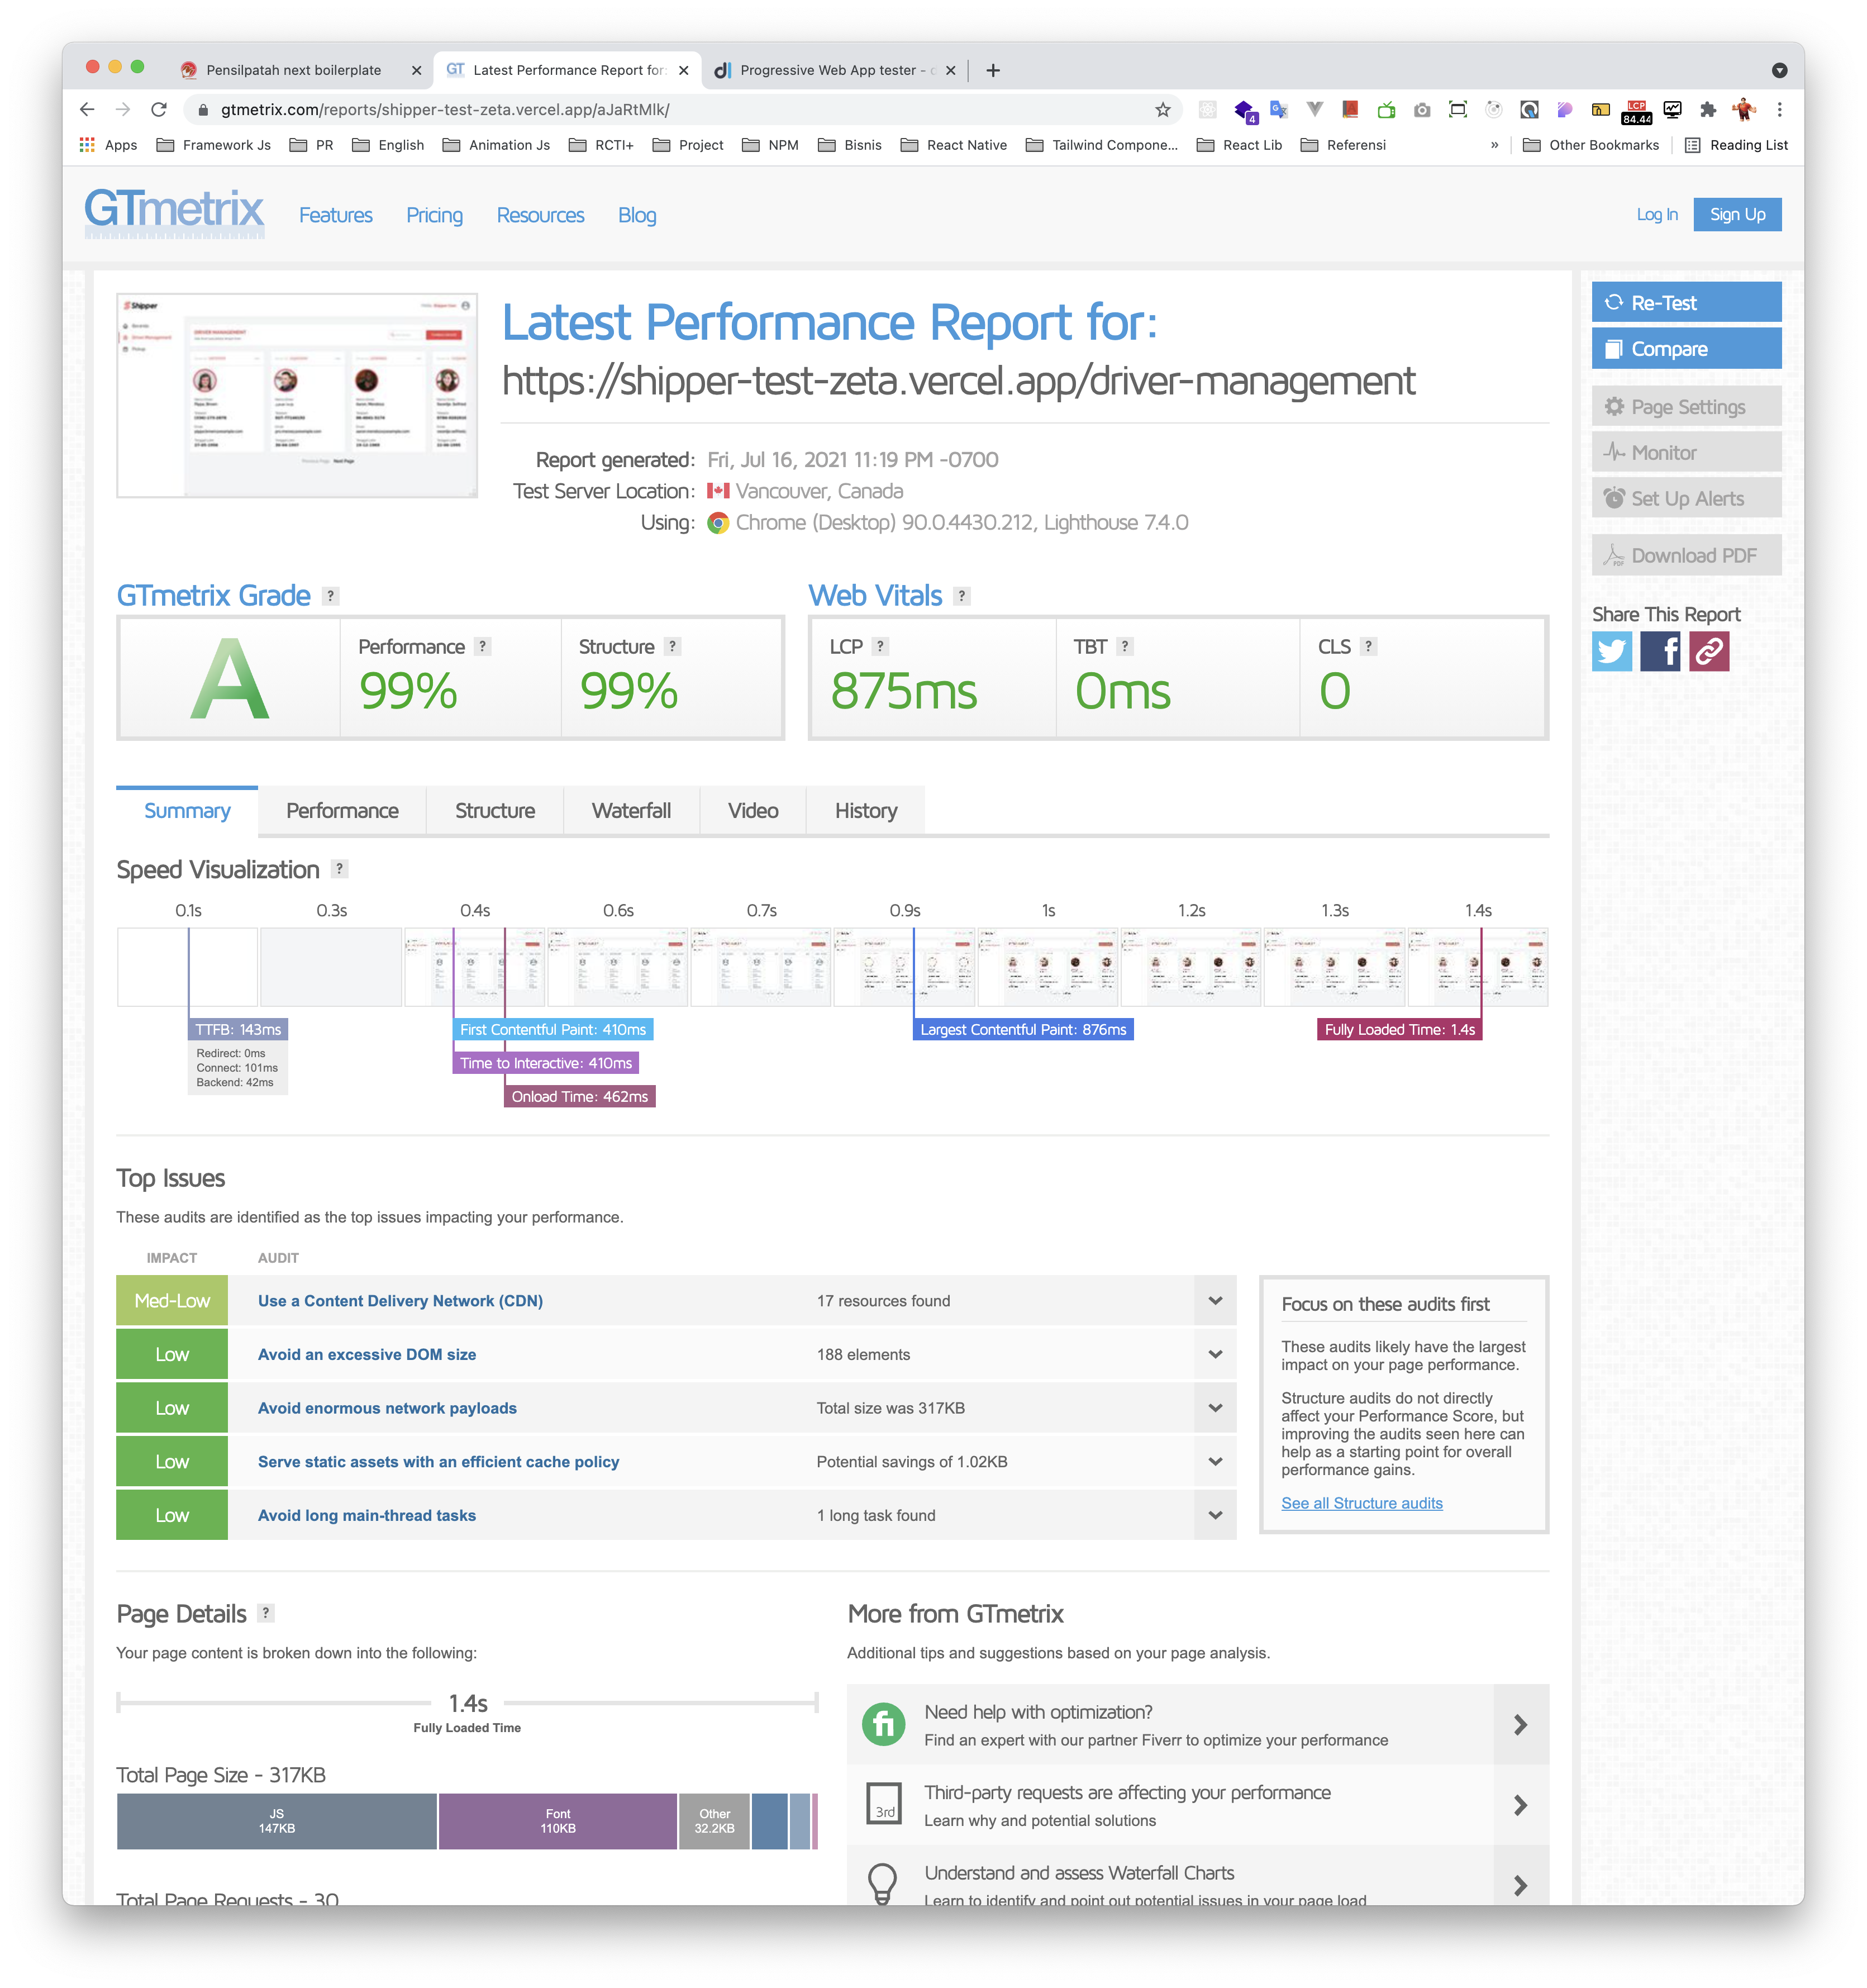 Pensilpatah next boilerplate
GT Latest Performance Report for:
dl Progressive Web App tester -
gtmetrix.com/reports/shipper-test-zeta.vercel.app/aJaRtMlk/
4
LCP
84.44
Apps Framework Js PR English Animation Js RCTI+ Project NPM Bisnis React Native Tailwind Compone... React Lib Referensi » Other Bookmarks Reading List
GTmetrix Features Pricing Resources Blog Log In Sign Up
Shipper
DRIVER MANAGEMENT
Latest Performance Report for:
https://shipper-test-zeta.vercel.app/driver-management
Report generated: Fri, Jul 16, 2021 11:19 PM -0700
Test Server Location: Vancouver, Canada
Using: Chrome (Desktop) 90.0.4430.212, Lighthouse 7.4.0
Re-Test
Compare
Page Settings
Monitor
Set Up Alerts
PDF Download PDF
Share This Report
GTmetrix Grade ?
A
Performance ?
99%
Structure ?
99%
Web Vitals ?
LCP ?
875ms
TBT ?
0ms
CLS ?
0
Summary Performance Structure Waterfall Video History
Speed Visualization ?
0.1s 0.3s 0.4s 0.6s 0.7s 0.9s 1s 1.2s 1.3s 1.4s
TTFB: 143ms
Redirect: 0ms
Connect: 101ms
Backend: 42ms
First Contentful Paint: 410ms
Time to Interactive: 410ms
Onload Time: 462ms
Largest Contentful Paint: 876ms
Fully Loaded Time: 1.4s
Top Issues
These audits are identified as the top issues impacting your performance.
IMPACT AUDIT
Med-Low Use a Content Delivery Network (CDN) 17 resources found
Low Avoid an excessive DOM size 188 elements
Low Avoid enormous network payloads Total size was 317KB
Low Serve static assets with an efficient cache policy Potential savings of 1.02KB
Low Avoid long main-thread tasks 1 long task found
Focus on these audits first
These audits likely have the largest
impact on your page performance.
Structure audits do not directly
affect your Performance Score, but
improving the audits seen here can
help as a starting point for overall
performance gains.
See all Structure audits
Page Details ?
Your page content is broken down into the following:
1.4s
Fully Loaded Time
Total Page Size - 317KB
JS
147KB
Font
110KB
Other
32.2KB
Total Page Requests - 30
More from GTmetrix
Additional tips and suggestions based on your page analysis.
Need help with optimization?
Find an expert with our partner Fiverr to optimize your performance
3rd
Third-party requests are affecting your performance
Learn why and potential solutions
Understand and assess Waterfall Charts
Learn to identify and point out potential issues in your page load